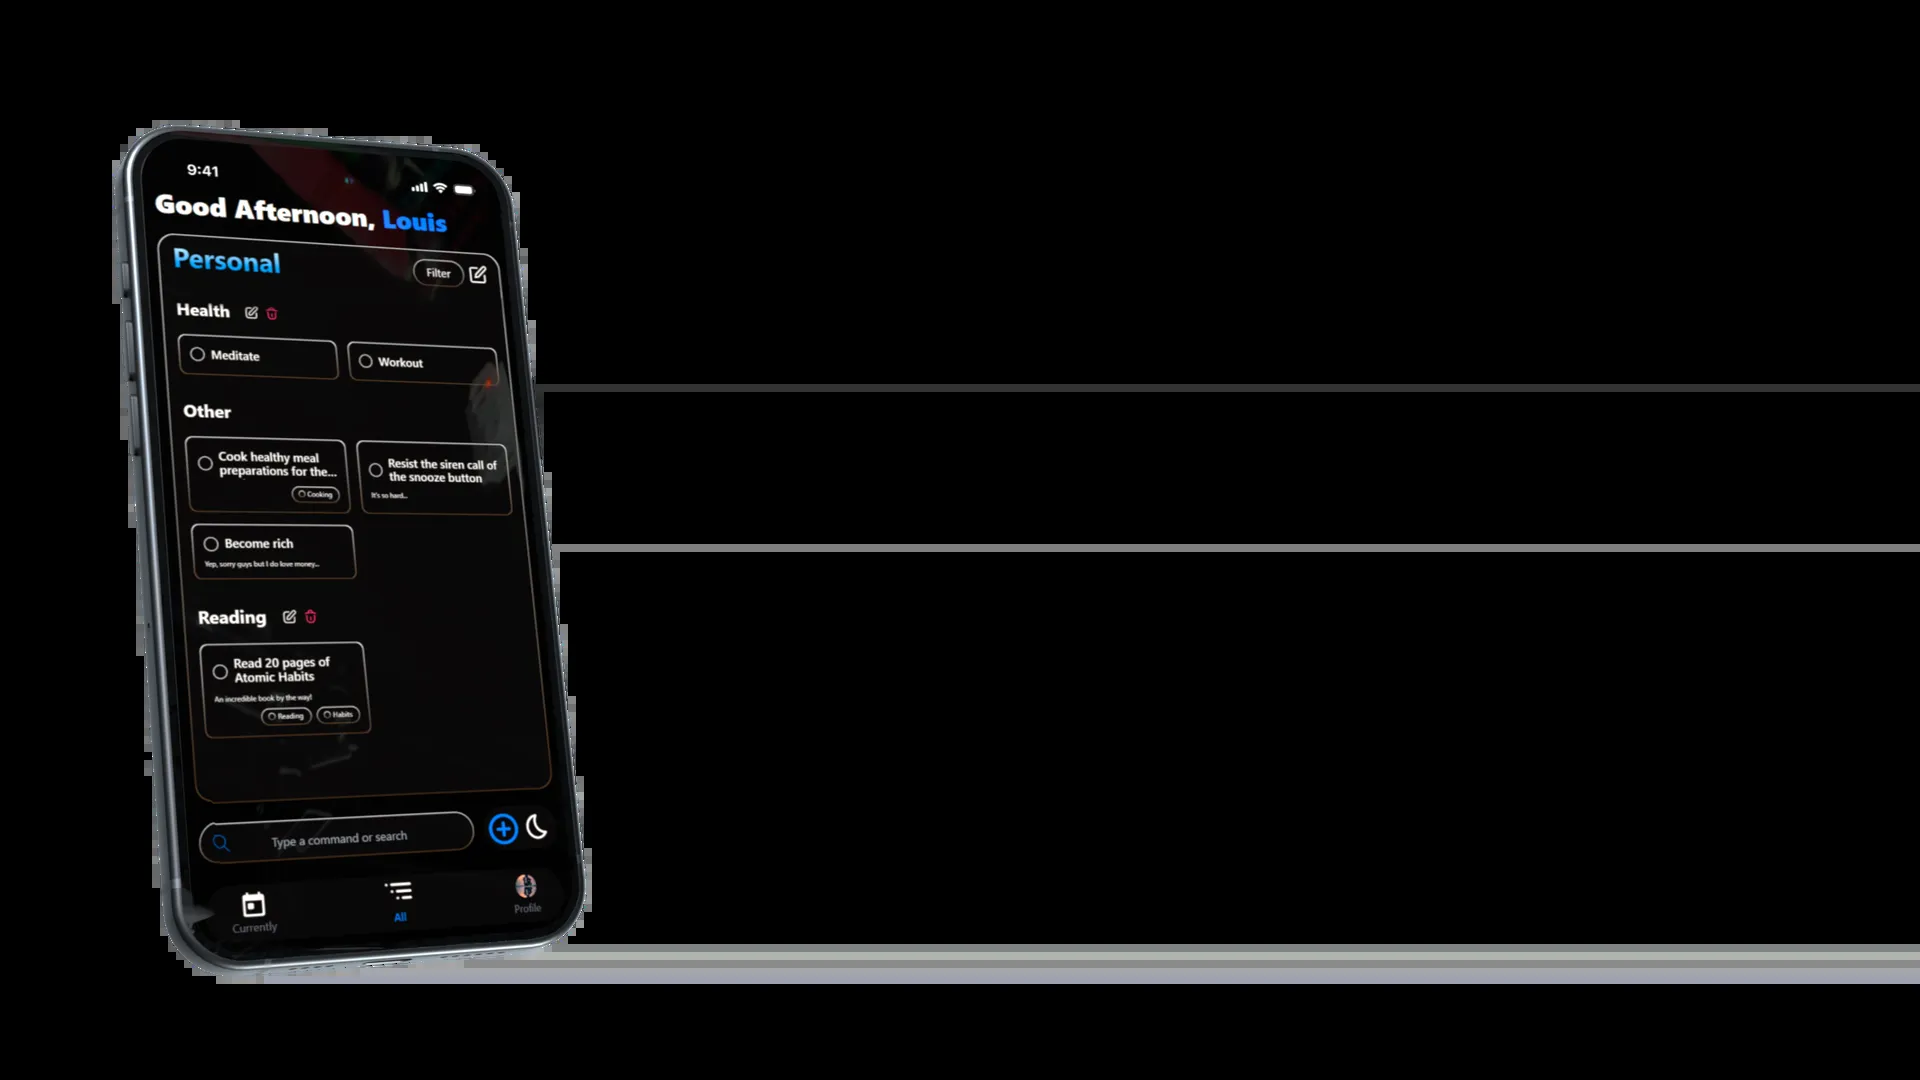 9:41
Good Afternoon, Louis
Personal
Filter
Health
Meditate
Workout
Other
Cook healthy meal
preparations for the...
Cooking
Resist the siren call of
the snooze button
It's so hard...
Become rich
Yep, sorry guys but I do love money...
Reading
Read 20 pages of
Atomic Habits
An incredible book by the way!
Reading
Habits
Type a command or search
Currently
All
Profile